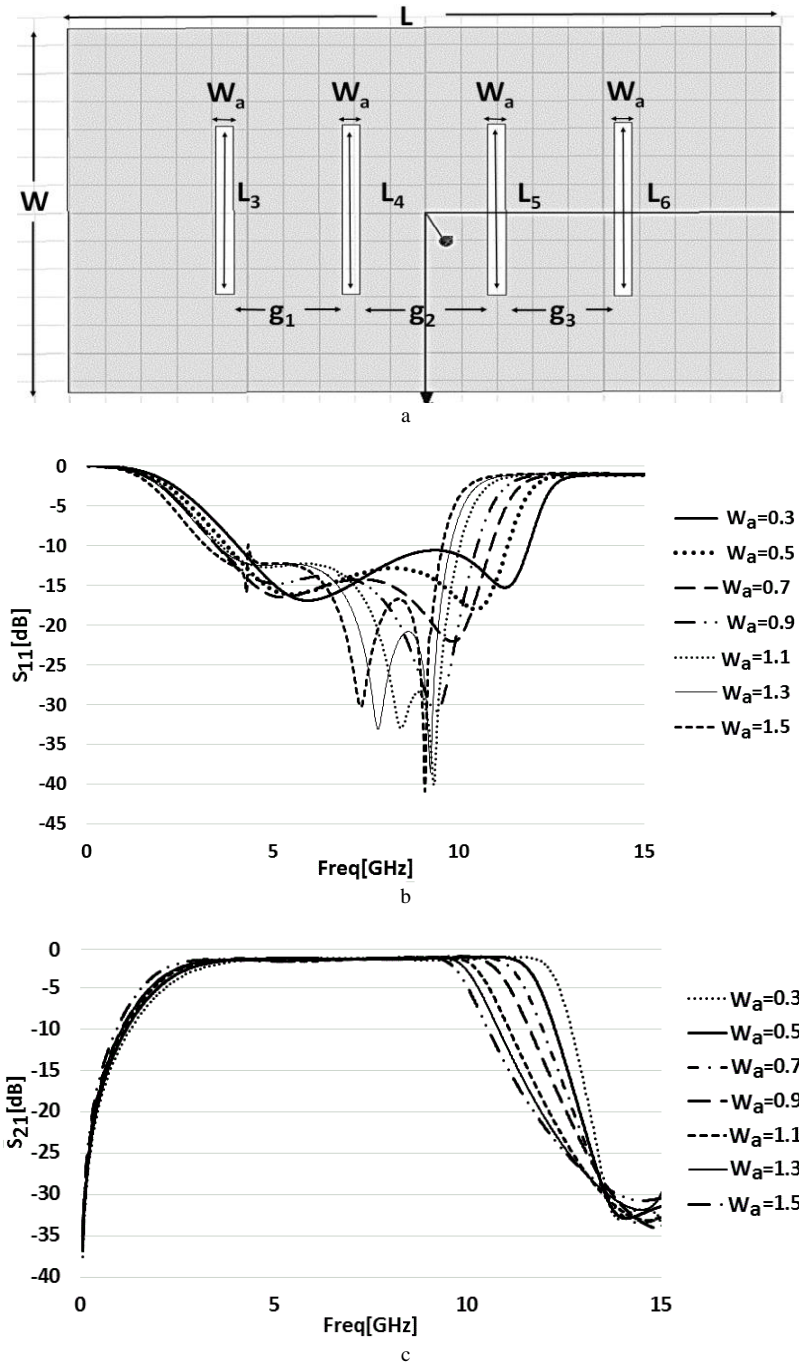 L
Wa Wa Wa Wa
W
L3 L4 L5 L6
g1 g2 g3
a
0
-5
-10
-15
-20
-25
-30
-35
-40
-45
S11[dB]
0 5 10 15
Freq[GHz]
Wa=0.3
Wa=0.5
Wa=0.7
Wa=0.9
Wa=1.1
Wa=1.3
Wa=1.5
b
0
-5
-10
-15
-20
-25
-30
-35
-40
S21[dB]
0 5 10 15
Freq[GHz]
Wa=0.3
Wa=0.5
Wa=0.7
Wa=0.9
Wa=1.1
Wa=1.3
Wa=1.5
c